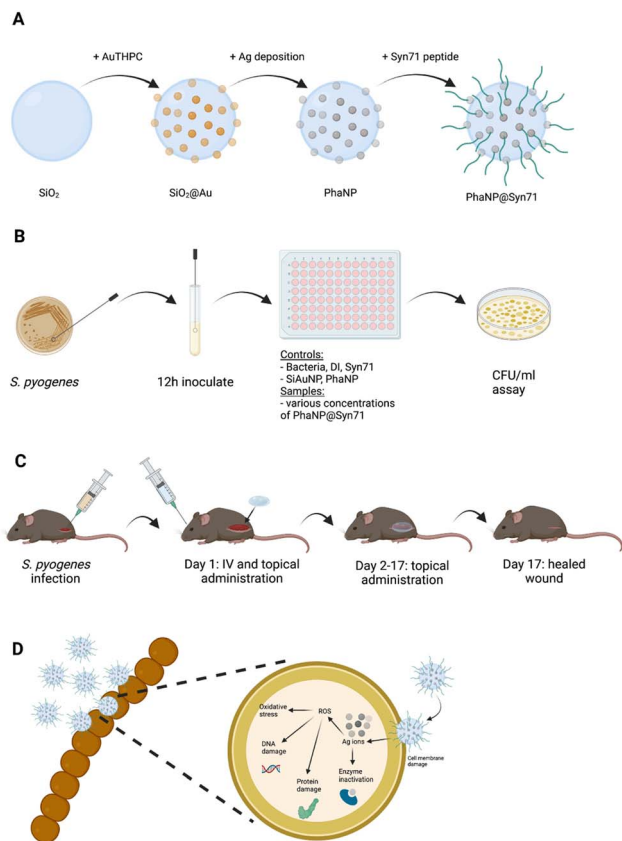 A
+ AuTHPC
+ Ag deposition
+ Syn71 peptide
SiO₂
SiO₂@Au
PhaNP
PhaNP@Syn71
B
S. pyogenes
12h inoculate
Controls:
- Bacteria, DI, Syn71
- SiAuNP, PhaNP
Samples:
- various concentrations
of PhaNP@Syn71
CFU/ml
assay
C
S. pyogenes
infection
Day 1: IV and topical
administration
Day 2-17: topical
administration
Day 17: healed
wound
D
Oxidative
stress
ROS
Ag ions
DNA
damage
Protein
damage
Enzyme
inactivation
Cell membrane
damage